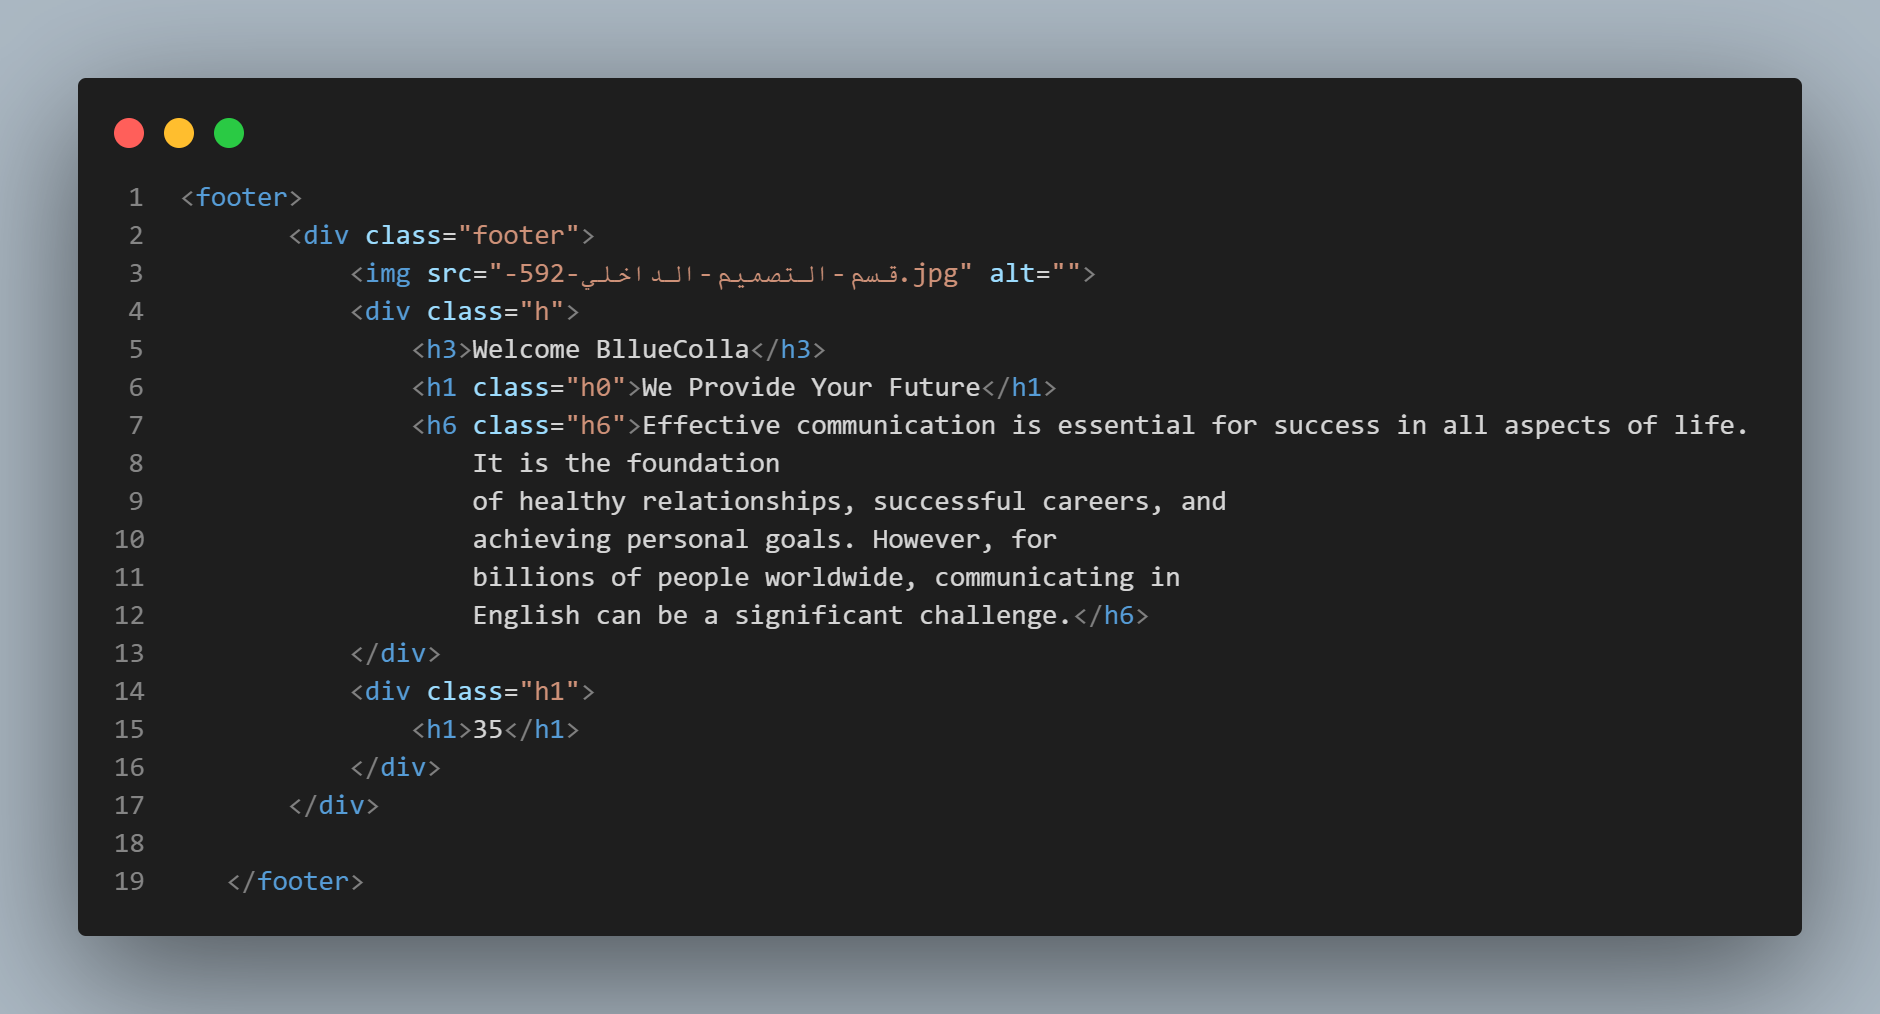 1 <footer>
2 <div class="footer">
3 <img src="-592-قسم-التصميم-الداخلي.jpg" alt="">
4 <div class="h">
5 <h3>Welcome BllueColla</h3>
6 <h1 class="h0">We Provide Your Future</h1>
7 <h6 class="h6">Effective communication is essential for success in all aspects of life.
8 It is the foundation
9 of healthy relationships, successful careers, and
10 achieving personal goals. However, for
11 billions of people worldwide, communicating in
12 English can be a significant challenge.</h6>
13 </div>
14 <div class="h1">
15 <h1>35</h1>
16 </div>
17 </div>
18
19 </footer>